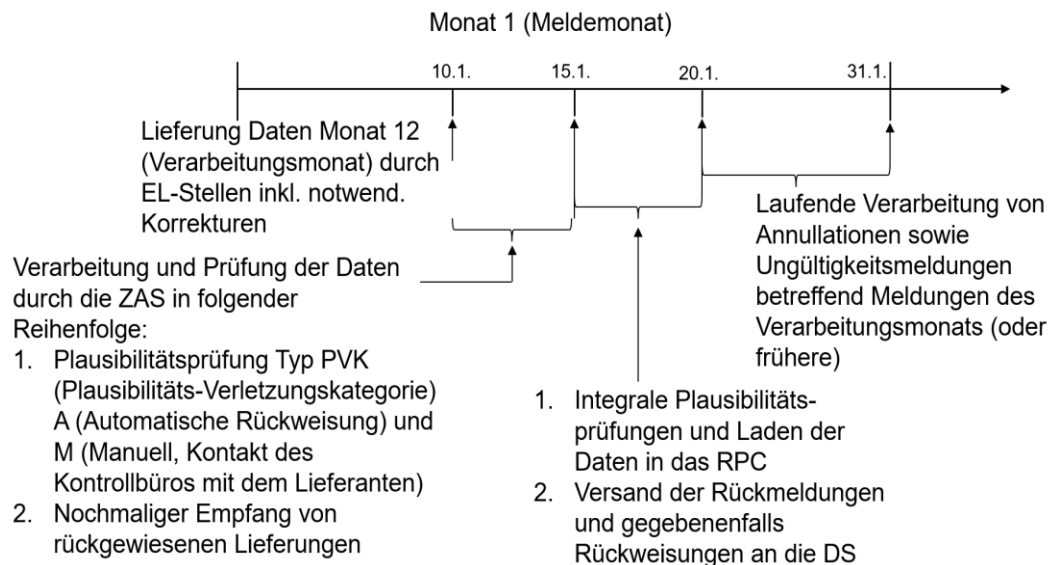 Monat 1 (Meldemonat)
10.1.
15.1.
20.1.
31.1.
Lieferung Daten Monat 12
(Verarbeitungsmonat) durch
EL-Stellen inkl. notwend.
Korrekturen
Verarbeitung und Prüfung der Daten
durch die ZAS in folgender
Reihenfolge:
1. Plausibilitätsprüfung Typ PVK
(Plausibilitäts-Verletzungskategorie)
A (Automatische Rückweisung) und
M (Manuell, Kontakt des
Kontrollbüros mit dem Lieferanten)
2. Nochmaliger Empfang von
rückgewiesenen Lieferungen
1. Integrale Plausibilitäts-
prüfungen und Laden der
Daten in das RPC
2. Versand der Rückmeldungen
und gegebenenfalls
Rückweisungen an die DS
Laufende Verarbeitung von
Annullationen sowie
Ungültigkeitsmeldungen
betreffend Meldungen des
Verarbeitungsmonats (oder
frühere)